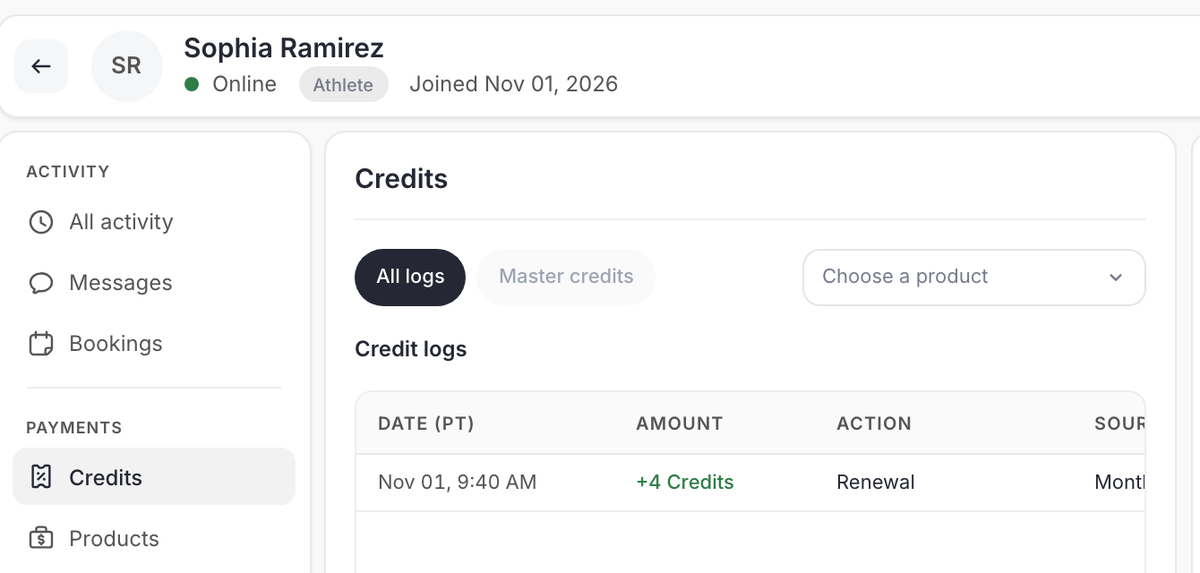 SR
Sophia Ramirez
Online Athlete Joined Nov 01, 2026
ACTIVITY
All activity
Messages
Bookings
PAYMENTS
Credits
Products
Credits
All logs Master credits Choose a product
Credit logs
DATE (PT) AMOUNT ACTION
Nov 01, 9:40 AM +4 Credits Renewal